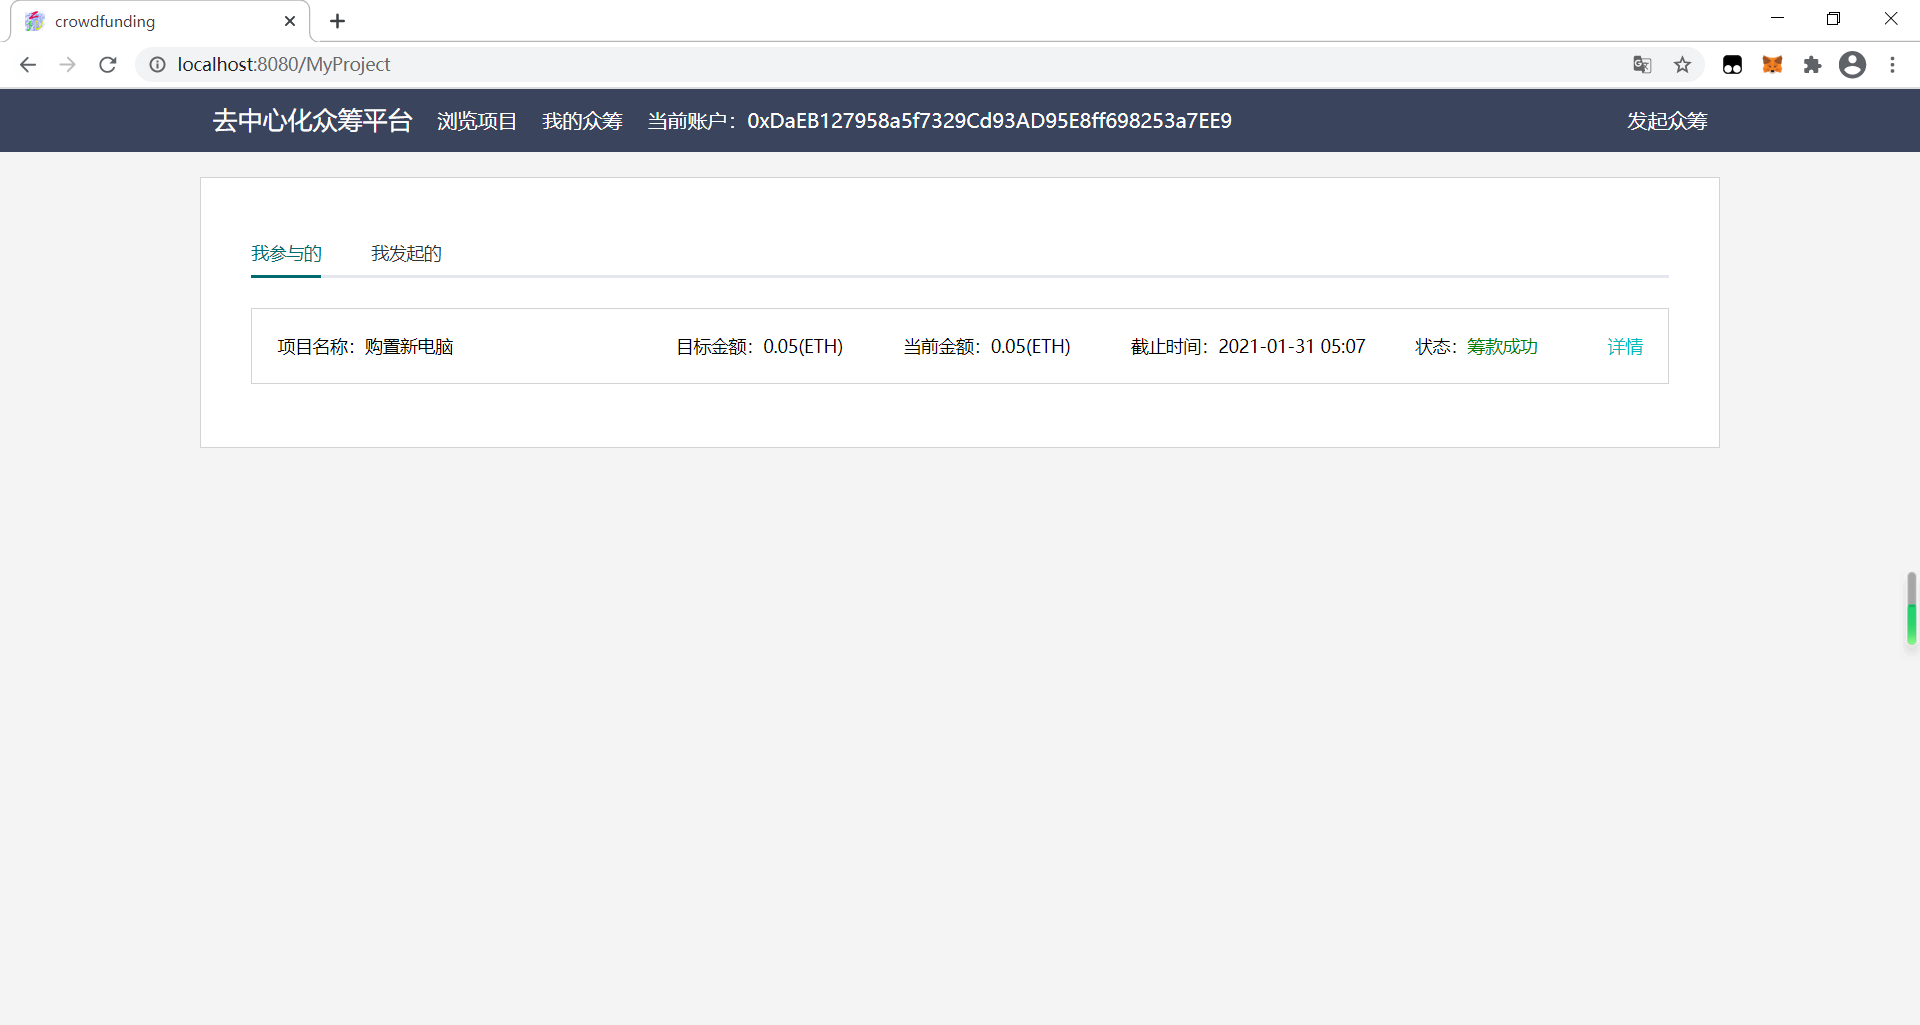 crowdfunding
localhost:8080/MyProject
去中心化众筹平台 浏览项目 我的众筹 当前账户：0xDaEB127958a5f7329Cd93AD95E8ff698253a7EE9 发起众筹
我参与的 我发起的
项目名称：购置新电脑 目标金额：0.05(ETH) 当前金额：0.05(ETH) 截止时间：2021-01-31 05:07 状态：筹款成功 详情